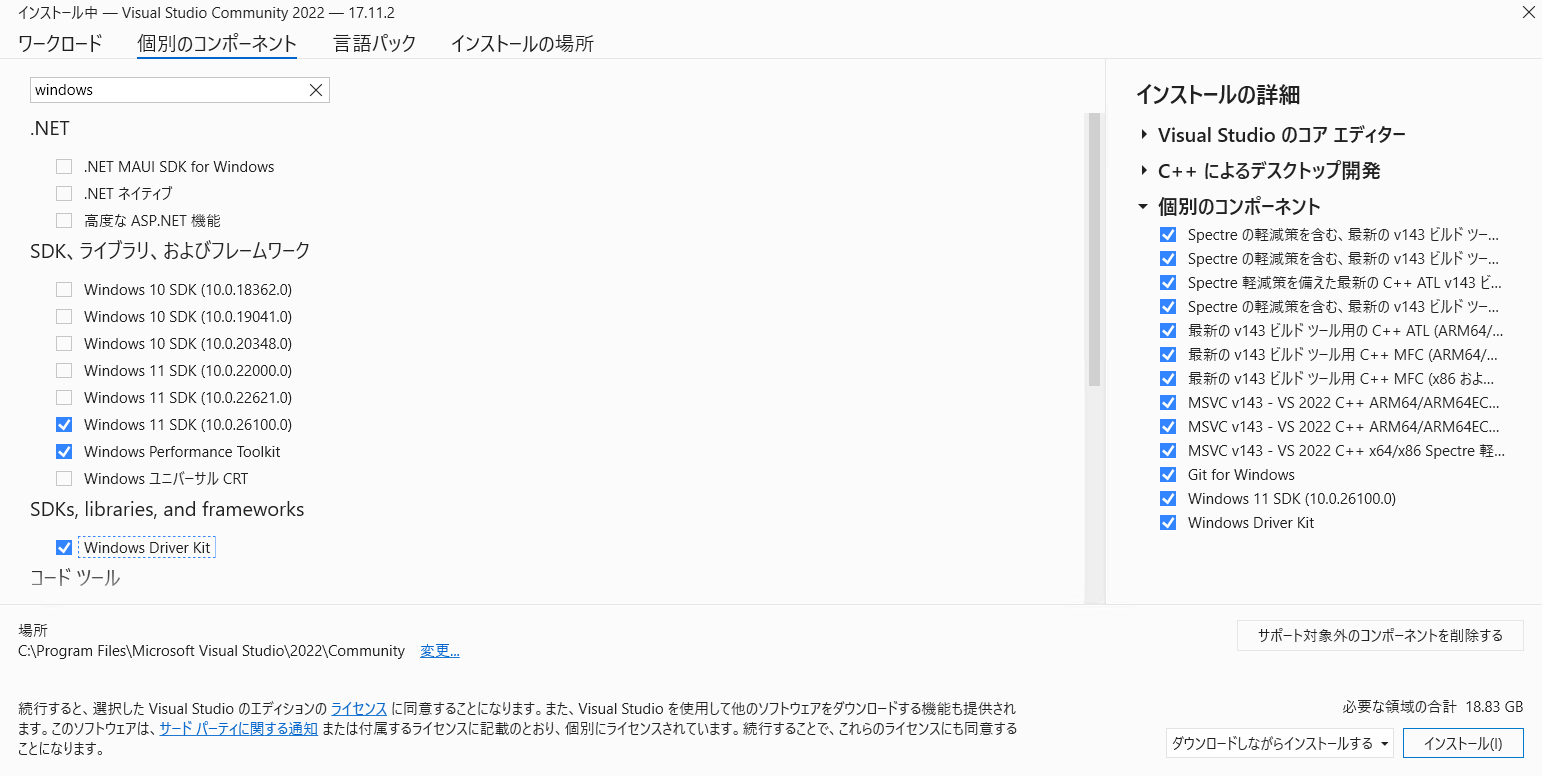 インストール中 — Visual Studio Community 2022 — 17.11.2
ワークロード 個別のコンポーネント 言語パック インストールの場所
windows
.NET
.NET MAUI SDK for Windows
.NET ネイティブ
高度な ASP.NET 機能
SDK、ライブラリ、およびフレームワーク
Windows 10 SDK (10.0.18362.0)
Windows 10 SDK (10.0.19041.0)
Windows 10 SDK (10.0.20348.0)
Windows 11 SDK (10.0.22000.0)
Windows 11 SDK (10.0.22621.0)
Windows 11 SDK (10.0.26100.0)
Windows Performance Toolkit
Windows ユニバーサル CRT
SDKs, libraries, and frameworks
Windows Driver Kit
コード ツール
インストールの詳細
Visual Studio のコア エディター
C++ によるデスクトップ開発
個別のコンポーネント
Spectre の軽減策を含む、最新の v143 ビルド ツー...
Spectre の軽減策を含む、最新の v143 ビルド ツー...
Spectre 軽減策を備えた最新の C++ ATL v143 ビ...
Spectre の軽減策を含む、最新の v143 ビルド ツー...
最新の v143 ビルド ツール用の C++ ATL (ARM64/...
最新の v143 ビルド ツール用 C++ MFC (ARM64/...
最新の v143 ビルド ツール用 C++ MFC (x86 およ...
MSVC v143 - VS 2022 C++ ARM64/ARM64EC...
MSVC v143 - VS 2022 C++ ARM64/ARM64EC...
MSVC v143 - VS 2022 C++ x64/x86 Spectre 軽...
Git for Windows
Windows 11 SDK (10.0.26100.0)
Windows Driver Kit
場所
C:\Program Files\Microsoft Visual Studio\2022\Community 変更...
サポート対象外のコンポーネントを削除する
続行すると、選択した Visual Studio のエディションの ライセンス に同意することになります。また、Visual Studio を使用して他のソフトウェアをダウンロードする機能も提供され
ます。このソフトウェアは、サード パーティに関する通知 または付属するライセンスに記載のとおり、個別にライセンスされています。続行することで、これらのライセンスにも同意する
ことになります。
必要な領域の合計 18.83 GB
ダウンロードしながらインストールする インストール(I)